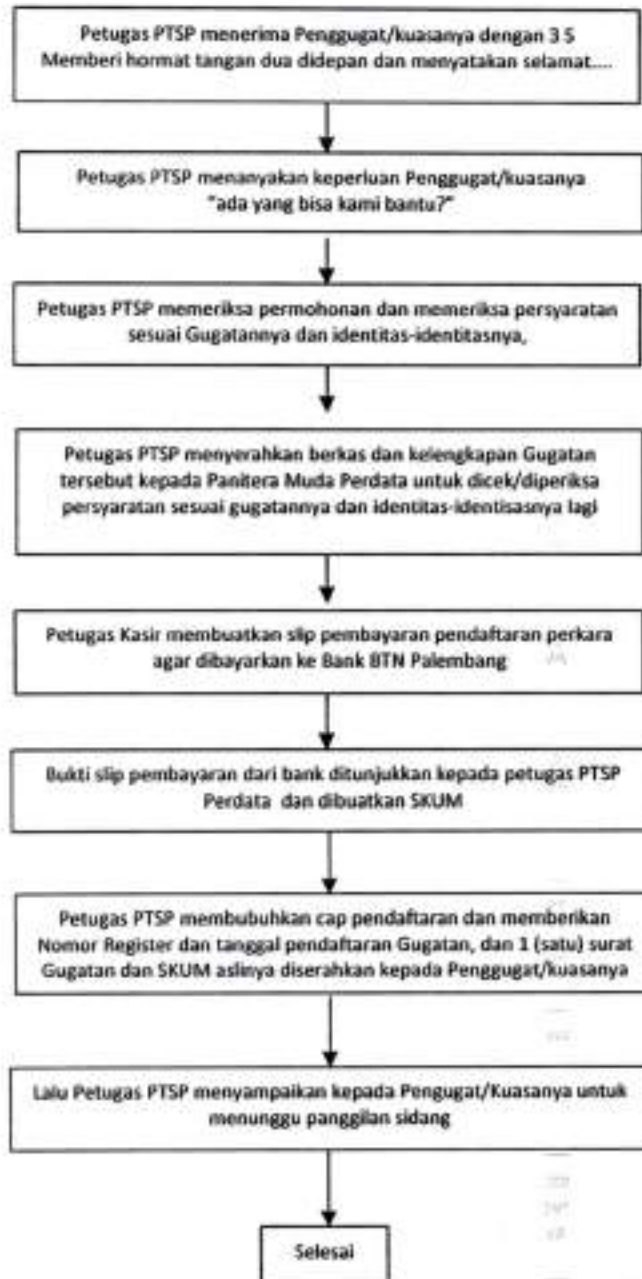 Petugas PTSP menerima Penggugat/kuasanya dengan 3 S
Memberi hormat tangan dua didepan dan menyatakan selamat....
Petugas PTSP menanyakan keperluan Penggugat/kuasanya
"ada yang bisa kami bantu?"
Petugas PTSP memeriksa permohonan dan memeriksa persyaratan
sesuai Gugatannya dan identitas-identitasnya,
Petugas PTSP menyerahkan berkas dan kelengkapan Gugatan
tersebut kepada Panitera Muda Perdata untuk dicek/diperiksa
persyaratan sesuai gugatannya dan identitas-identisasnya lagi
Petugas Kasir membuatkan slip pembayaran pendaftaran perkara
agar dibayarkan ke Bank BTN Palembang
Bukti slip pembayaran dari bank ditunjukkan kepada petugas PTSP
Perdata dan dibuatkan SKUM
Petugas PTSP membubuhkan cap pendaftaran dan memberikan
Nomor Register dan tanggal pendaftaran Gugatan, dan 1 (satu) surat
Gugatan dan SKUM aslinya diserahkan kepada Penggugat/kuasanya
Lalu Petugas PTSP menyampaikan kepada Pengugat/Kuasanya untuk
menunggu panggilan sidang
Selesai